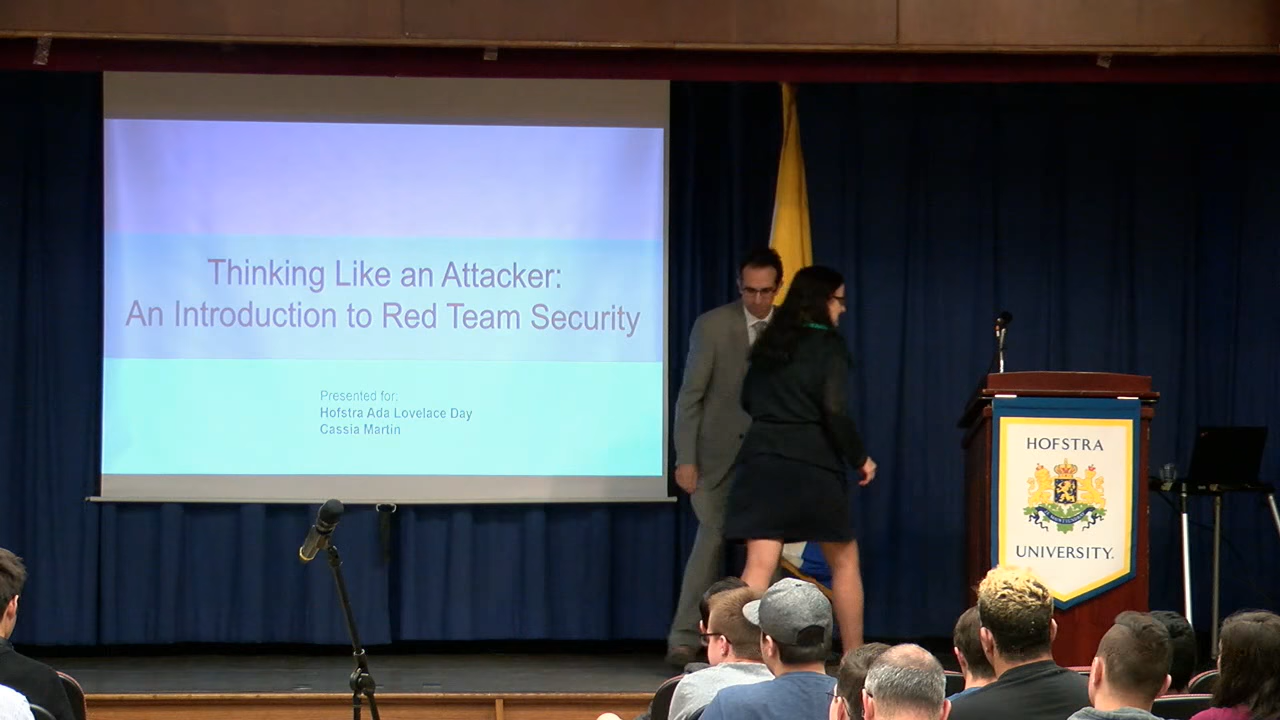 Thinking Like an Attacker:
An Introduction to Red Team Security
Presented for:
Hofstra Ada Lovelace Day
Cassia Martin
HOFSTRA
UNIVERSITY.